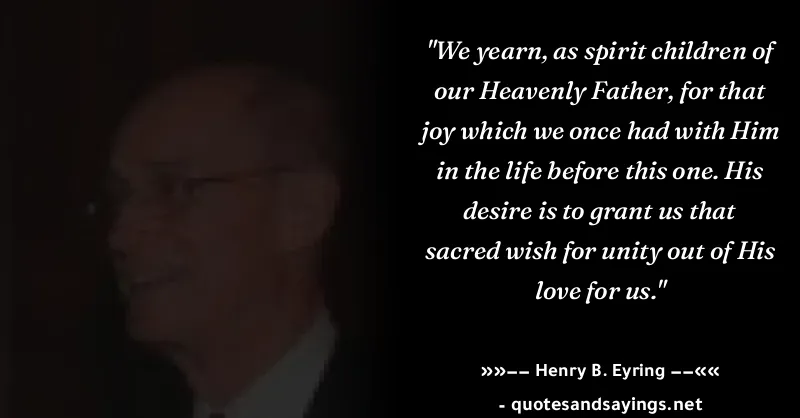 "We yearn, as spirit children of
our Heavenly Father, for that
joy which we once had with Him
in the life before this one. His
desire is to grant us that
sacred wish for unity out of His
love for us."
»»−− Henry B. Eyring −−««
- quotesandsayings.net